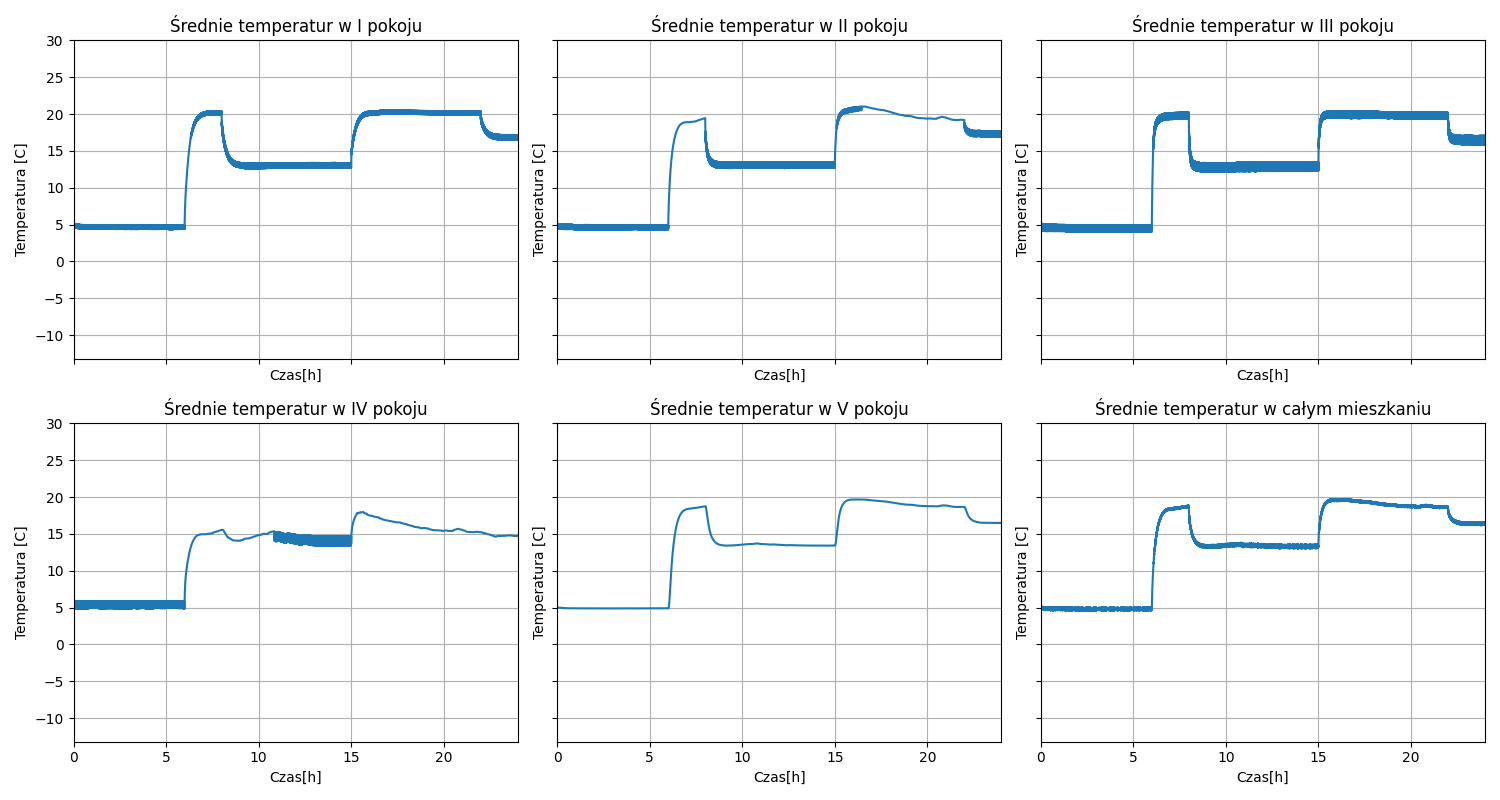 Średnie temperatur w I pokoju
Średnie temperatur w II pokoju
Średnie temperatur w III pokoju
30
25
20
15
10
5
0
−5
−10
Temperatura [C]
Temperatura [C]
Temperatura [C]
Czas[h]
Czas[h]
Czas[h]
Średnie temperatur w IV pokoju
Średnie temperatur w V pokoju
Średnie temperatur w całym mieszkaniu
30
25
20
15
10
5
0
−5
−10
Temperatura [C]
Temperatura [C]
Temperatura [C]
0 5 10 15 20
0 5 10 15 20
0 5 10 15 20
Czas[h]
Czas[h]
Czas[h]